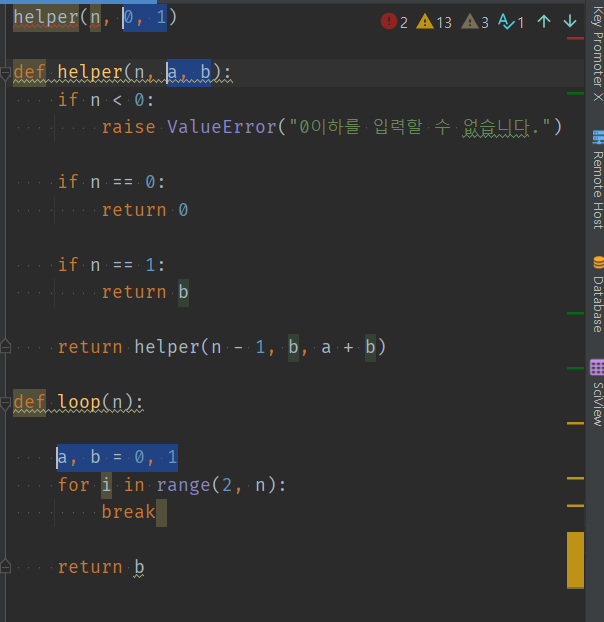 helper(n, 0, 1)
2 13 3 1
def helper(n, a, b):
if n < 0:
raise ValueError("0이하를 입력할 수 없습니다.")
if n == 0:
return 0
if n == 1:
return b
return helper(n - 1, b, a + b)
def loop(n):
a, b = 0, 1
for i in range(2, n):
break
return b
Key Promoter X
Remote Host
Database
SciView